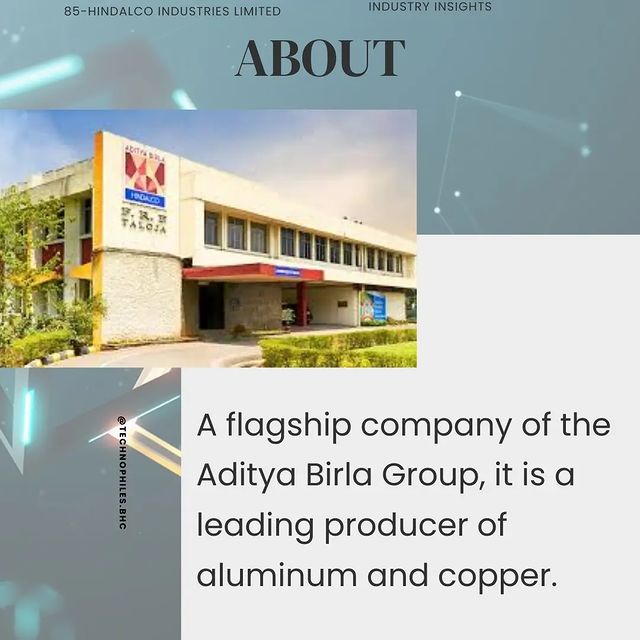 85-HINDALCO INDUSTRIES LIMITED
INDUSTRY INSIGHTS
ABOUT
ADITYA BIRLA
HINDALCO
TALOJA
@TECHNOPHILES.BHC
A flagship company of the
Aditya Birla Group, it is a
leading producer of
aluminum and copper.